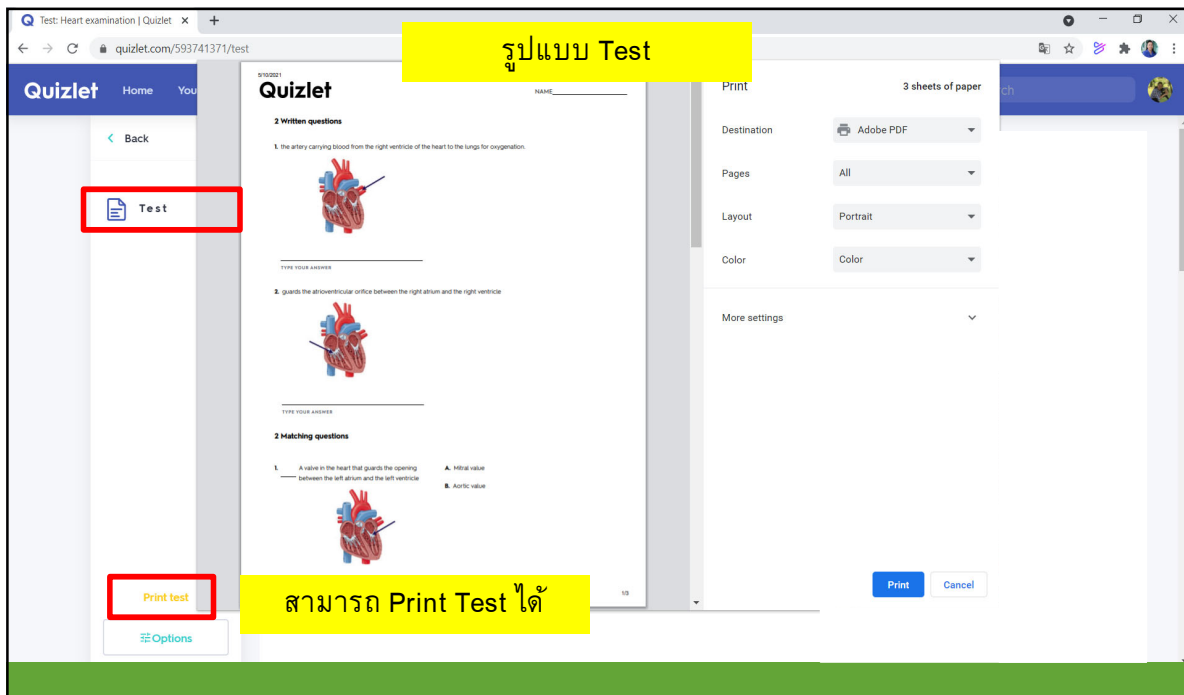 Test: Heart examination | Quizlet
quizlet.com/593741371/test
รูปแบบ Test
Quizlet
Home
You
ch
Back
Test
Print test
Options
5/10/2021
Quizlet
NAME
2 Written questions
1. the artery carrying blood from the right ventricle of the heart to the lungs for oxygenation.
TYPE YOUR ANSWER
2. guards the atrioventricular orifice between the right atrium and the right ventricle
TYPE YOUR ANSWER
2 Matching questions
1. A valve in the heart that guards the opening
between the left atrium and the left ventricle
A. Mitral value
B. Aortic value
1/3
สามารถ Print Test ได้
Print
3 sheets of paper
Destination
Adobe PDF
Pages
All
Layout
Portrait
Color
Color
More settings
Print
Cancel